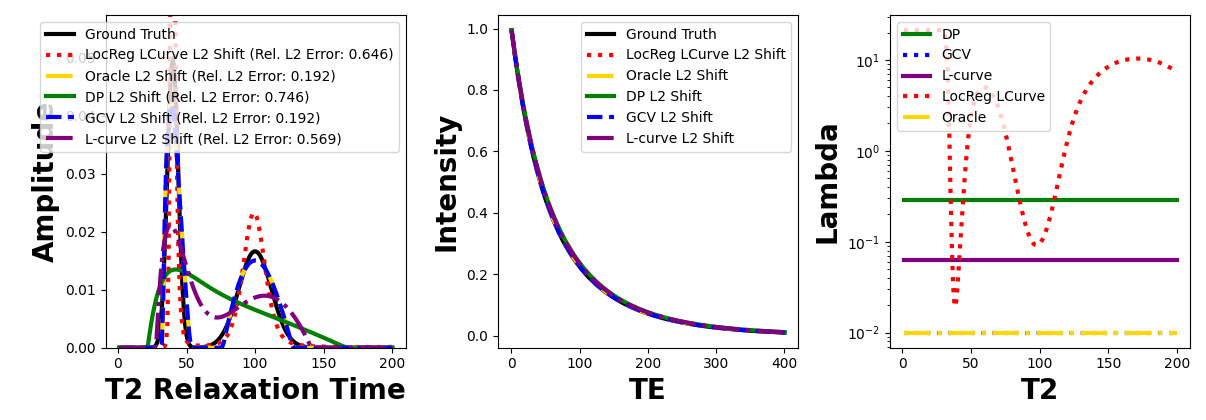 Amplitude
0.05
0.04
0.03
0.02
0.01
0.00
Ground Truth
LocReg LCurve L2 Shift (Rel. L2 Error: 0.646)
Oracle L2 Shift (Rel. L2 Error: 0.192)
DP L2 Shift (Rel. L2 Error: 0.746)
GCV L2 Shift (Rel. L2 Error: 0.192)
L-curve L2 Shift (Rel. L2 Error: 0.569)
0 50 100 150 200
T2 Relaxation Time
Intensity
1.0
0.8
0.6
0.4
0.2
0.0
Ground Truth
LocReg LCurve L2 Shift
Oracle L2 Shift
DP L2 Shift
GCV L2 Shift
L-curve L2 Shift
0 100 200 300 400
TE
Lambda
10¹
10⁰
10⁻¹
10⁻²
DP
GCV
L-curve
LocReg LCurve
Oracle
0 50 100 150 200
T2